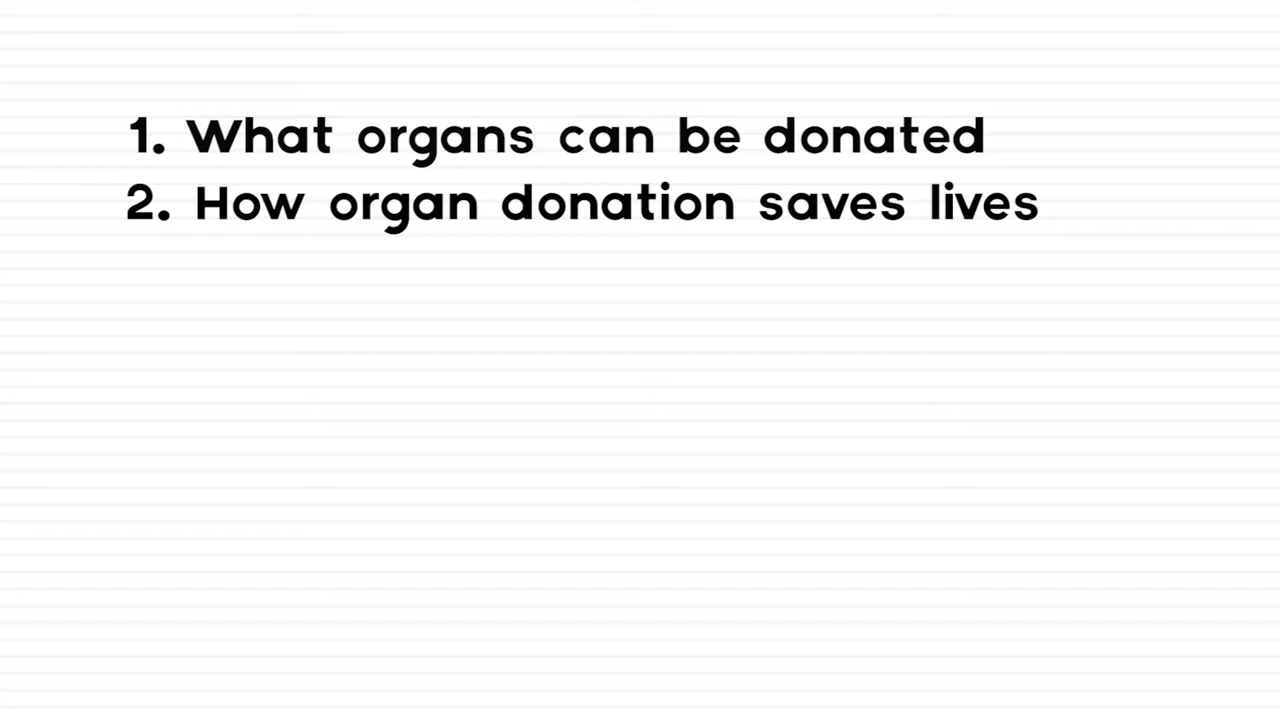 1. What organs can be donated
2. How organ donation saves lives